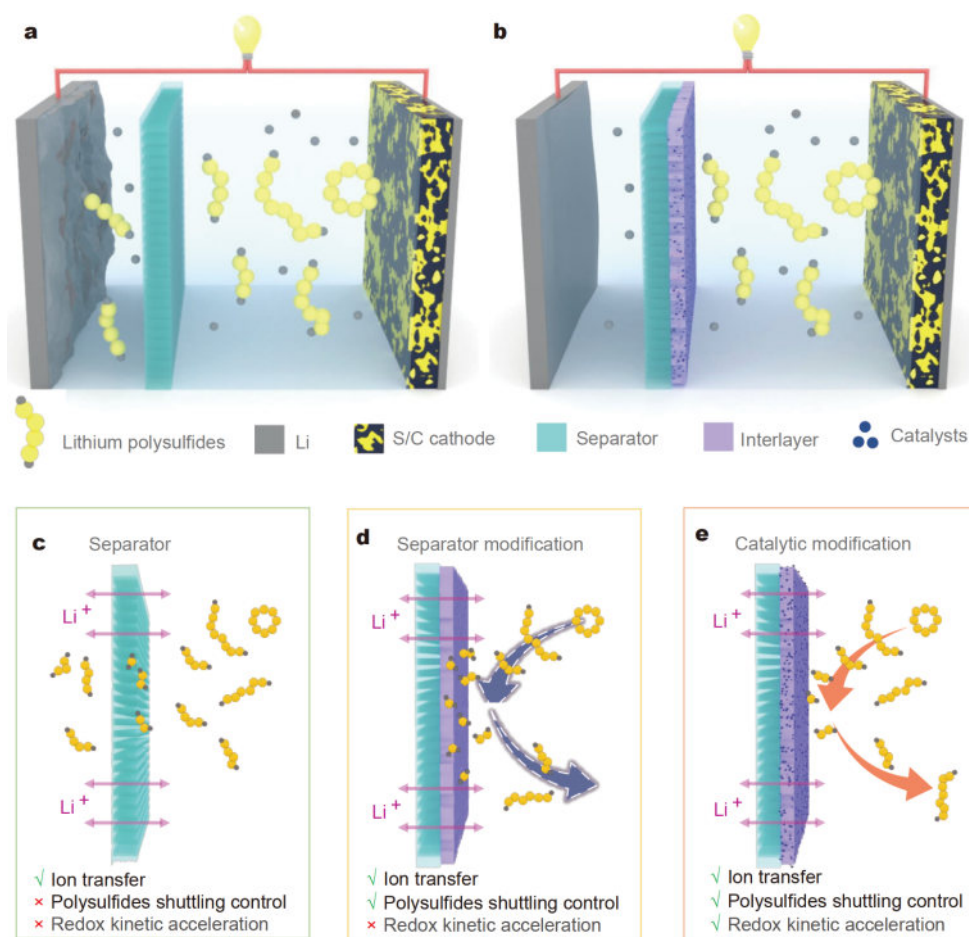 a
b
Lithium polysulfides
Li
S/C cathode
Separator
Interlayer
Catalysts
c
Separator
Li+
Li+
√ Ion transfer
× Polysulfides shuttling control
× Redox kinetic acceleration
d
Separator modification
Li+
Li+
√ Ion transfer
√ Polysulfides shuttling control
× Redox kinetic acceleration
e
Catalytic modification
Li+
Li+
√ Ion transfer
√ Polysulfides shuttling control
√ Redox kinetic acceleration